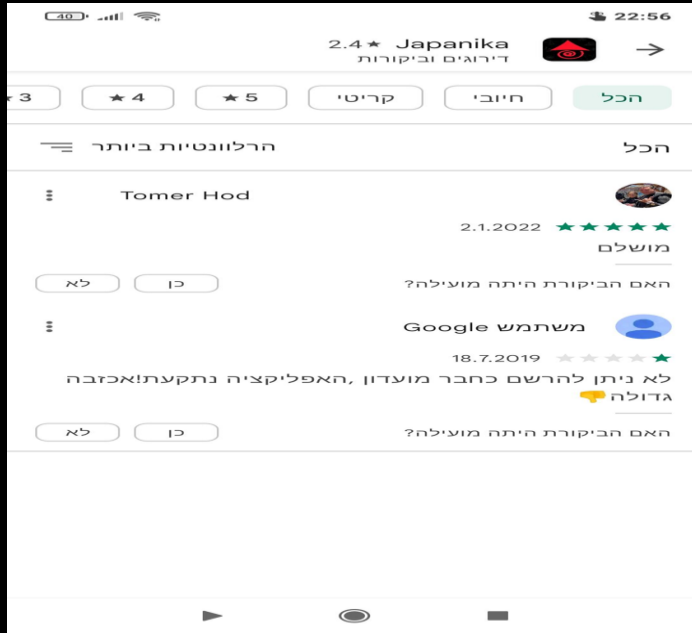 22:56
40
Japanika ★ 2.4
דירוגים וביקורות
הכל
חיובי
קריטי
5 ★
4 ★
3 ★
הכל
הרלוונטיות ביותר
Tomer Hod
★★★★★ 2.1.2022
מושלם
האם הביקורת היתה מועילה?
כן
לא
משתמש Google
★★★★★ 18.7.2019
לא ניתן להרשם כחבר מועדון ,האפליקציה נתקעת!אכזבה
גדולה👎
האם הביקורת היתה מועילה?
כן
לא